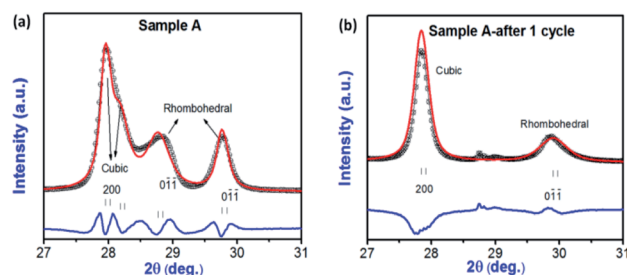 (a)
Sample A
Intensity (a.u.)
Rhombohedral
Cubic
200
01̄1̄
01̄1̄
27 28 29 30 31
2θ (deg.)
(b)
Sample A-after 1 cycle
Intensity (a.u.)
Cubic
Rhombohedral
200
01̄1̄
27 28 29 30 31
2θ (deg.)